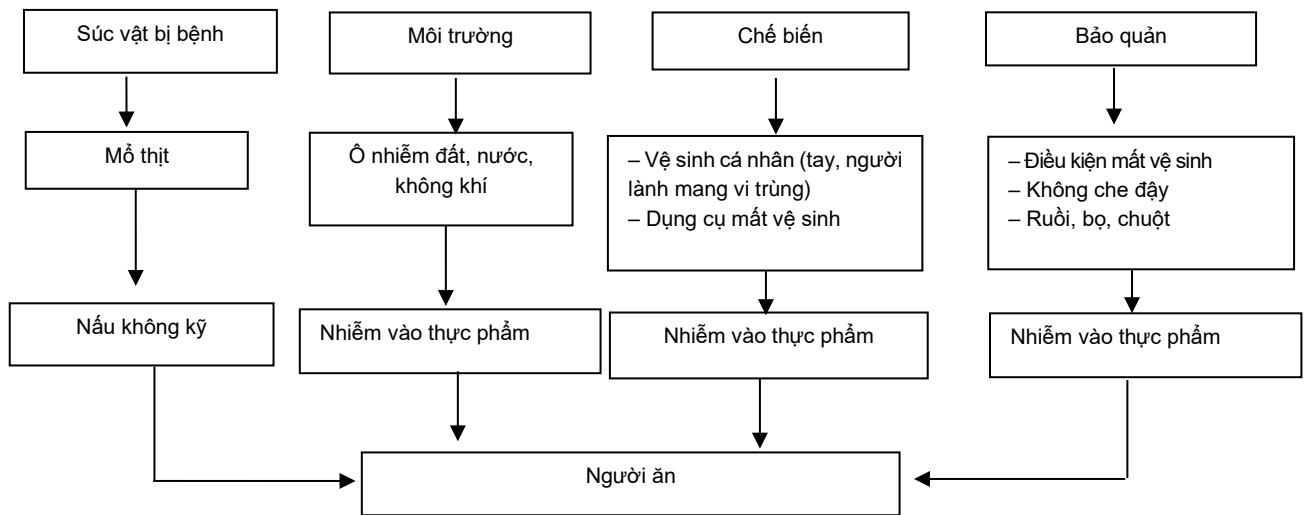 Súc vật bị bệnh
Môi trường
Chế biến
Bảo quản
Mổ thịt
Ô nhiễm đất, nước,
không khí
– Vệ sinh cá nhân (tay, người
lành mang vi trùng)
– Dụng cụ mất vệ sinh
– Điều kiện mất vệ sinh
– Không che đậy
– Ruồi, bọ, chuột
Nấu không kỹ
Nhiễm vào thực phẩm
Nhiễm vào thực phẩm
Nhiễm vào thực phẩm
Người ăn